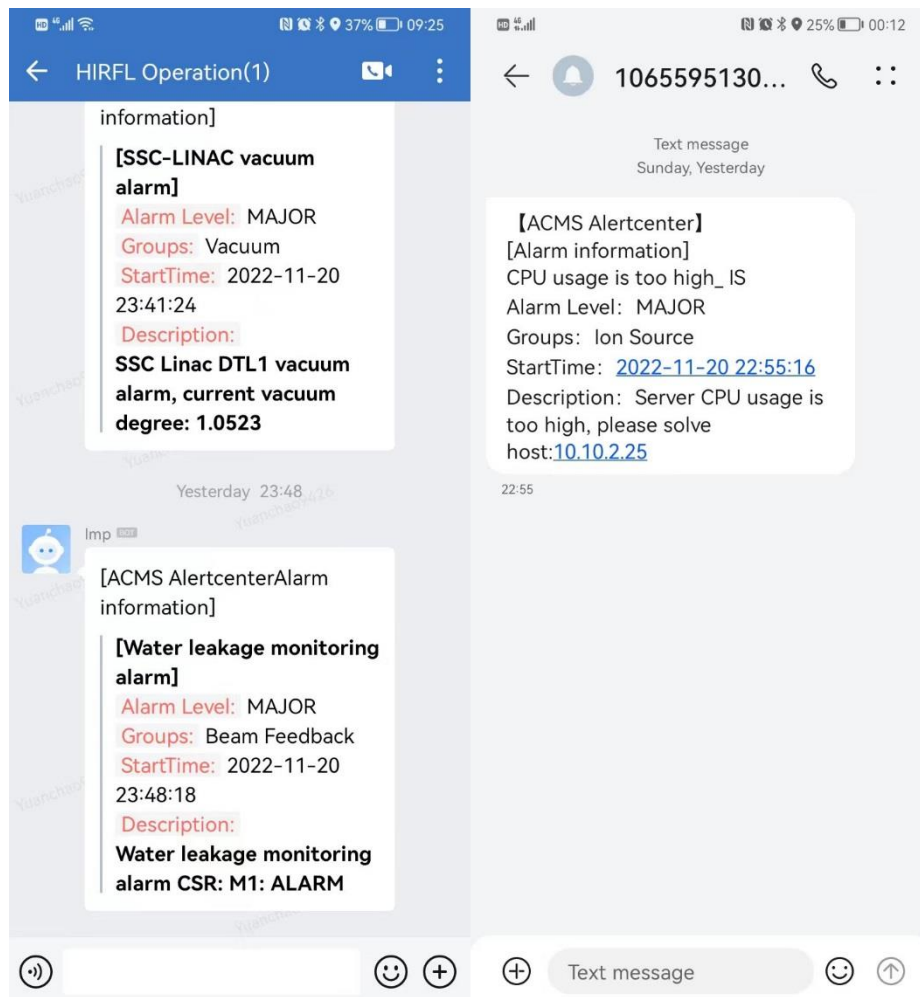 HD 4G 09:25
37%
HIRFL Operation(1)
information]
[SSC-LINAC vacuum
alarm]
Alarm Level: MAJOR
Groups: Vacuum
StartTime: 2022-11-20
23:41:24
Description:
SSC Linac DTL1 vacuum
alarm, current vacuum
degree: 1.0523
Yesterday 23:48
Imp BOT
[ACMS AlertcenterAlarm
information]
[Water leakage monitoring
alarm]
Alarm Level: MAJOR
Groups: Beam Feedback
StartTime: 2022-11-20
23:48:18
Description:
Water leakage monitoring
alarm CSR: M1: ALARM
HD 4G 25% 00:12
1065595130...
Text message
Sunday, Yesterday
【ACMS Alertcenter】
[Alarm information]
CPU usage is too high_ IS
Alarm Level: MAJOR
Groups: Ion Source
StartTime: 2022-11-20 22:55:16
Description: Server CPU usage is
too high, please solve
host:10.10.2.25
22:55
Text message